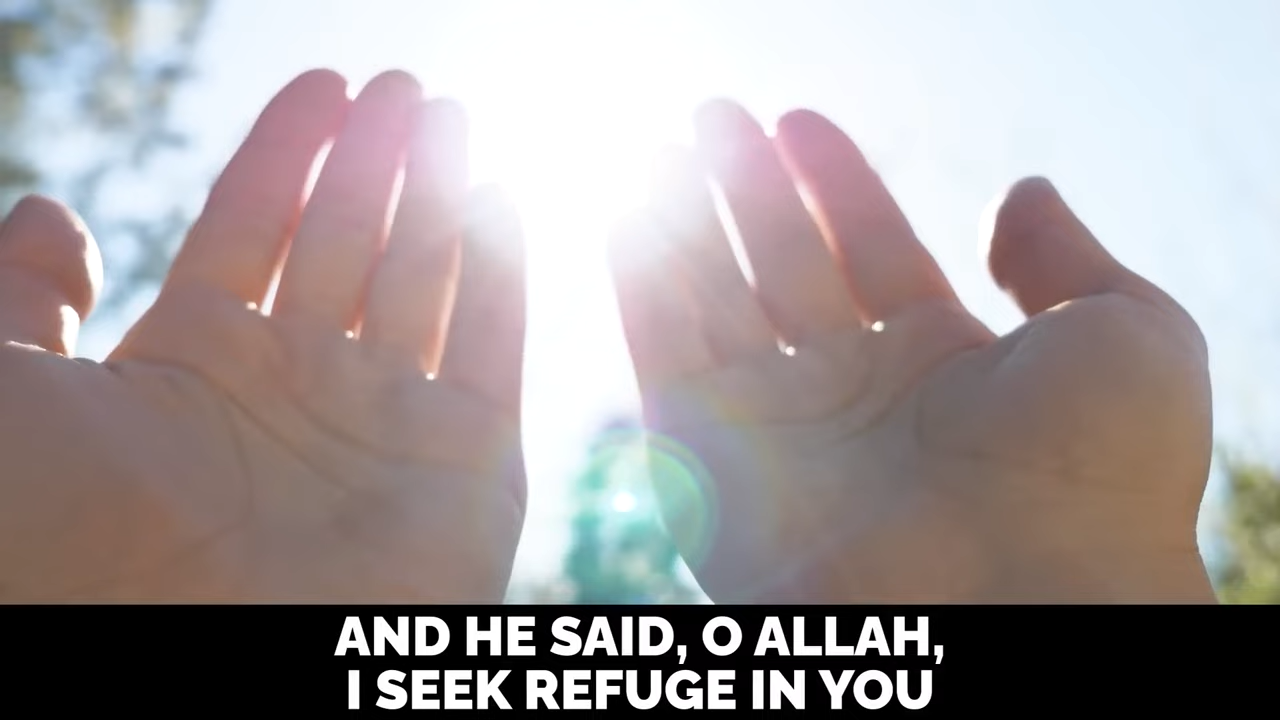 AND HE SAID, O ALLAH,
I SEEK REFUGE IN YOU